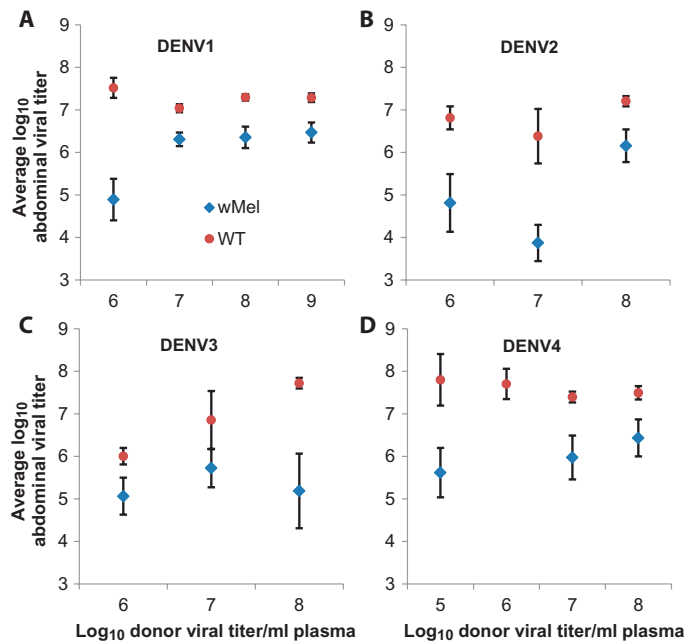 A
B
DENV1
DENV2
9
8
7
6
5
4
3
Average log10
abdominal viral titer
wMel
WT
6 7 8 9
9
8
7
6
5
4
3
6 7 8
C
D
DENV3
DENV4
9
8
7
6
5
4
3
Average log10
abdominal viral titer
6 7 8
9
8
7
6
5
4
3
5 6 7 8
Log10 donor viral titer/ml plasma
Log10 donor viral titer/ml plasma